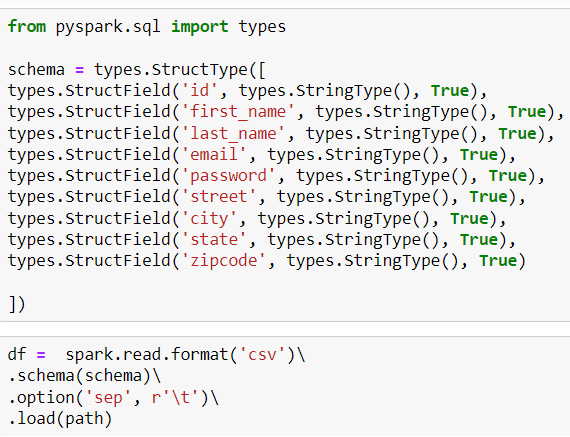 from pyspark.sql import types
schema = types.StructType([
types.StructField('id', types.StringType(), True),
types.StructField('first_name', types.StringType(), True),
types.StructField('last_name', types.StringType(), True),
types.StructField('email', types.StringType(), True),
types.StructField('password', types.StringType(), True),
types.StructField('street', types.StringType(), True),
types.StructField('city', types.StringType(), True),
types.StructField('state', types.StringType(), True),
types.StructField('zipcode', types.StringType(), True)
])
df =  spark.read.format('csv')\
.schema(schema)\
.option('sep', r'\t')\
.load(path)